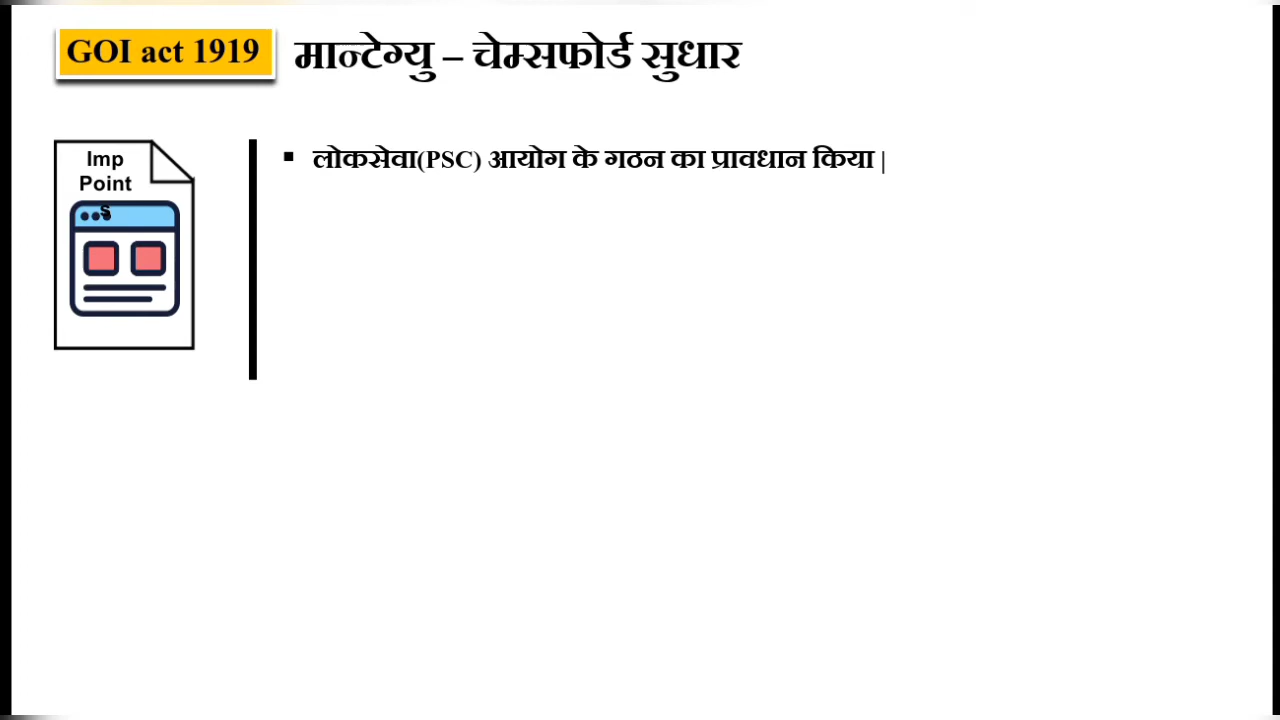 GOI act 1919
मान्टेग्यु – चेम्सफोर्ड सुधार
Imp
Point
s
▪ लोकसेवा(PSC) आयोग के गठन का प्रावधान किया |